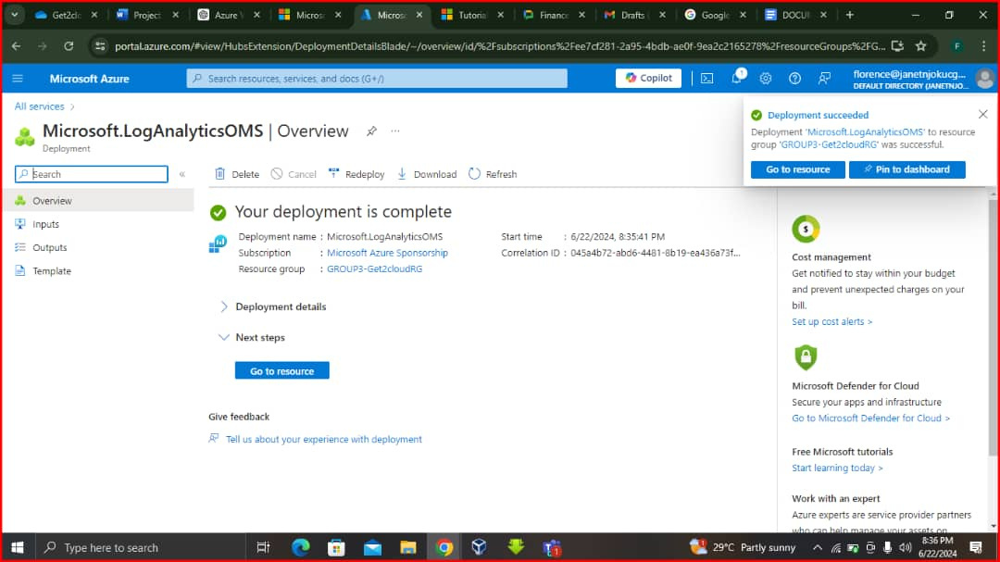 Get2clo
Project
Azure V
Micros
Micros
Tutorial
Finance
Drafts (
Google
DOCU
portal.azure.com/#view/HubsExtension/DeploymentDetailsBlade/~/overview/id/%2Fsubscriptions%2Fee7cf281-2a95-4bdb-ae0f-9ea2c2165278%2FresourceGroups%2FG...
F
Microsoft Azure
Search resources, services, and docs (G+/)
Copilot
1
florence@janetnjokucg...
DEFAULT DIRECTORY (JANETNJO...
All services >
Microsoft.LogAnalyticsOMS | Overview
Deployment
Deployment succeeded
Deployment 'Microsoft.LogAnalyticsOMS' to resource
group 'GROUP3-Get2cloudRG' was successful.
Go to resource
Pin to dashboard
Search
Delete
Cancel
Redeploy
Download
Refresh
Overview
Inputs
Outputs
Template
Your deployment is complete
Deployment name : Microsoft.LogAnalyticsOMS
Subscription : Microsoft Azure Sponsorship
Resource group : GROUP3-Get2cloudRG
Start time : 6/22/2024, 8:35:41 PM
Correlation ID : 045a4b72-abd6-4481-8b19-ea436a73f...
Deployment details
Next steps
Go to resource
Give feedback
Tell us about your experience with deployment
Cost management
Get notified to stay within your budget
and prevent unexpected charges on your
bill.
Set up cost alerts >
Microsoft Defender for Cloud
Secure your apps and infrastructure
Go to Microsoft Defender for Cloud >
Free Microsoft tutorials
Start learning today >
Work with an expert
Azure experts are service provider partners
who can help manage your assets on
Type here to search
29°C Partly sunny
8:36 PM
6/22/2024